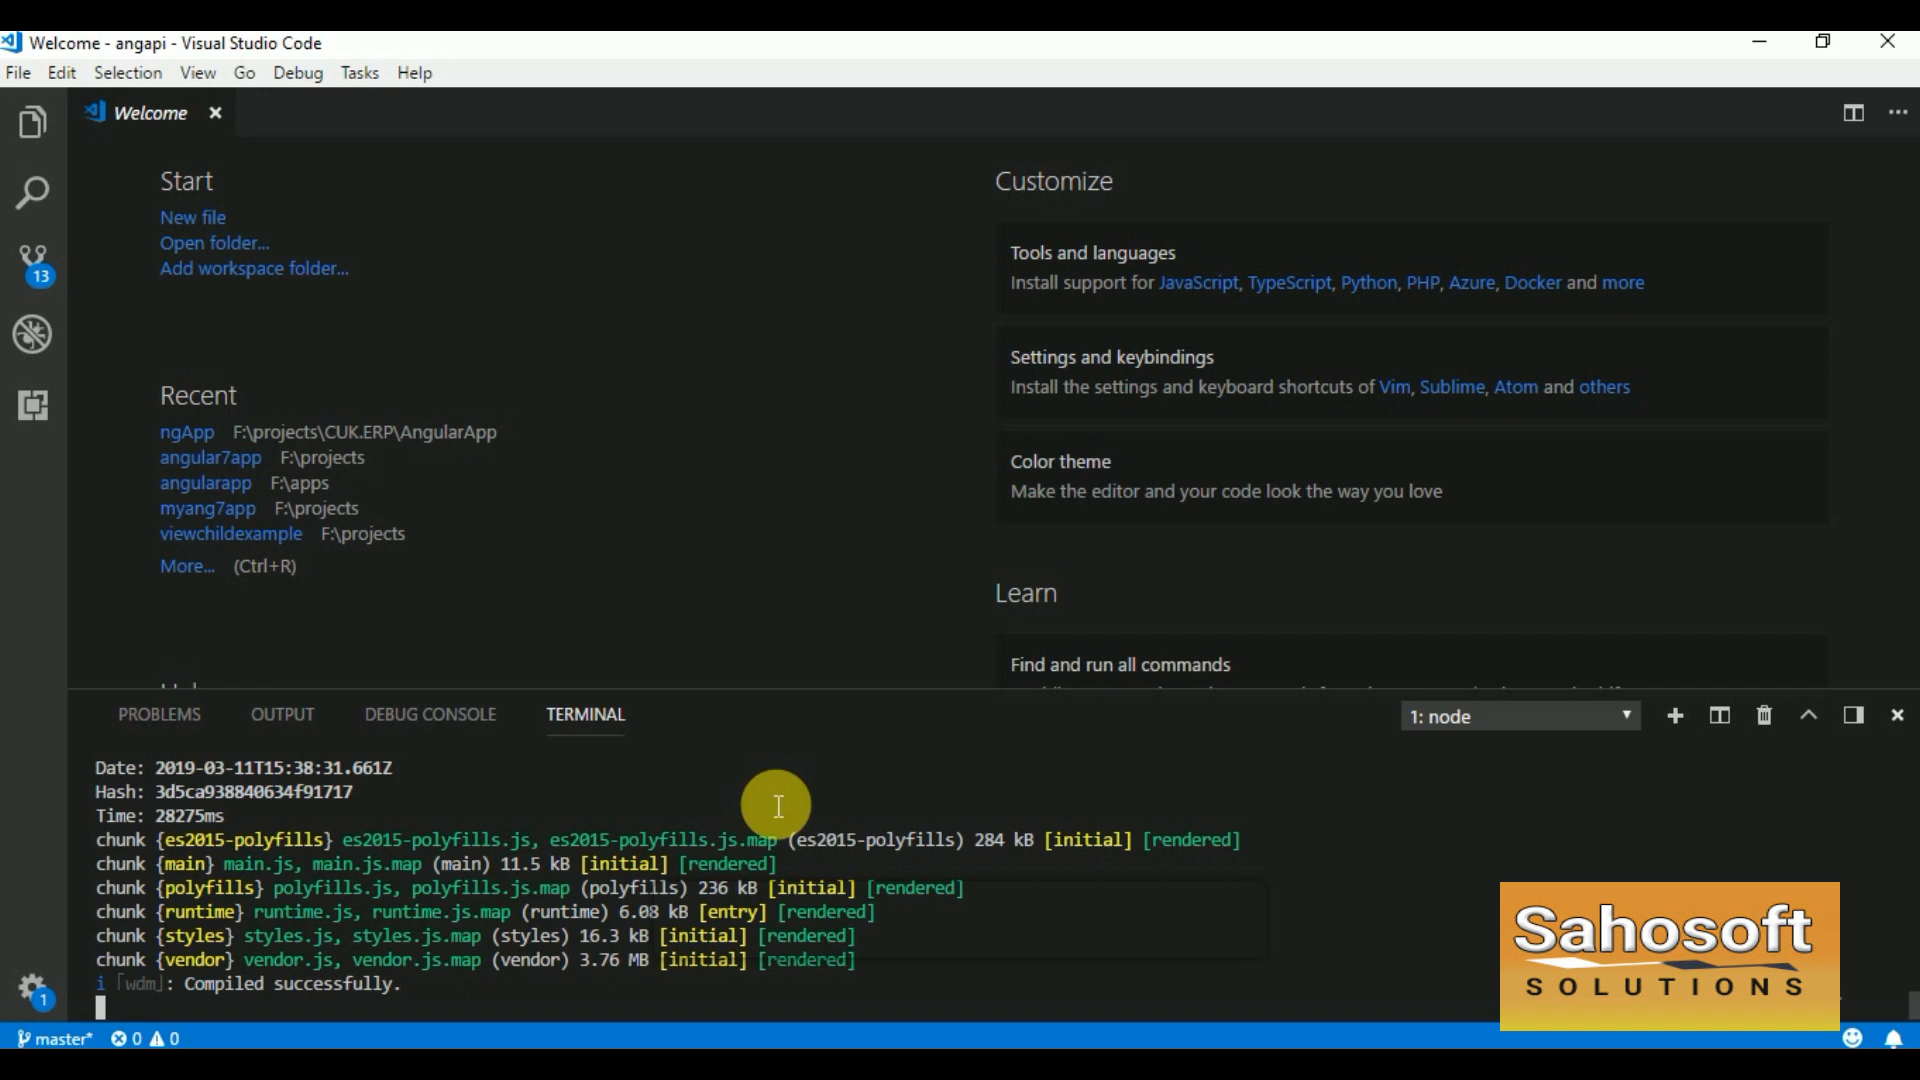 Welcome - angapi - Visual Studio Code
File Edit Selection View Go Debug Tasks Help
Welcome
Start
New file
Open folder...
Add workspace folder...
Recent
ngApp F:\projects\CUK.ERP\AngularApp
angular7app F:\projects
angularapp F:\apps
myang7app F:\projects
viewchildexample F:\projects
More... (Ctrl+R)
Customize
Tools and languages
Install support for JavaScript, TypeScript, Python, PHP, Azure, Docker and more
Settings and keybindings
Install the settings and keyboard shortcuts of Vim, Sublime, Atom and others
Color theme
Make the editor and your code look the way you love
Learn
Find and run all commands
13
1
PROBLEMS OUTPUT DEBUG CONSOLE TERMINAL
1: node
Date: 2019-03-11T15:38:31.661Z
Hash: 3d5ca938840634f91717
Time: 28275ms
chunk {es2015-polyfills} es2015-polyfills.js, es2015-polyfills.js.map (es2015-polyfills) 284 kB [initial] [rendered]
chunk {main} main.js, main.js.map (main) 11.5 kB [initial] [rendered]
chunk {polyfills} polyfills.js, polyfills.js.map (polyfills) 236 kB [initial] [rendered]
chunk {runtime} runtime.js, runtime.js.map (runtime) 6.08 kB [entry] [rendered]
chunk {styles} styles.js, styles.js.map (styles) 16.3 kB [initial] [rendered]
chunk {vendor} vendor.js, vendor.js.map (vendor) 3.76 MB [initial] [rendered]
i ｢wdm｣: Compiled successfully.
Sahosoft
SOLUTIONS
master* 0 0